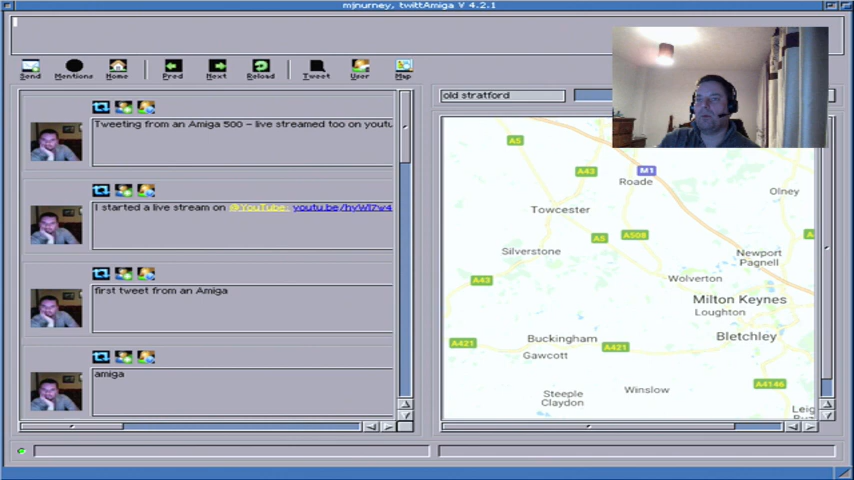 mjnurney, twittAmiga V 4.2.1
Send Mentions Home Pred Next Reload Tweet User Map
Tweeting from an Amiga 500 - live streamed too on youtu
I started a live stream on @YouTube: youtu.be/hyWl7w4
first tweet from an Amiga
amiga
old stratford
A5
M1
A43
Roade
Olney
Towcester
A508
A5
Silverstone
Newport
Pagnell
Wolverton
A43
Milton Keynes
Loughton
Buckingham
Bletchley
A421
A421
Gawcott
A4146
Steeple
Claydon
Winslow
Leig